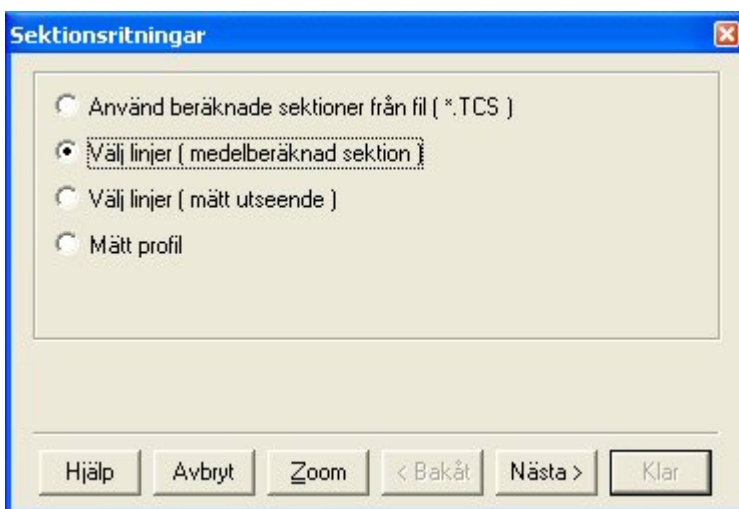 Sektionsritningar
Använd beräknade sektioner från fil ( *.TCS )
Välj linjer ( medelberäknad sektion )
Välj linjer ( mätt utseende )
Mätt profil
Hjälp Avbryt Zoom < Bakåt Nästa > Klar